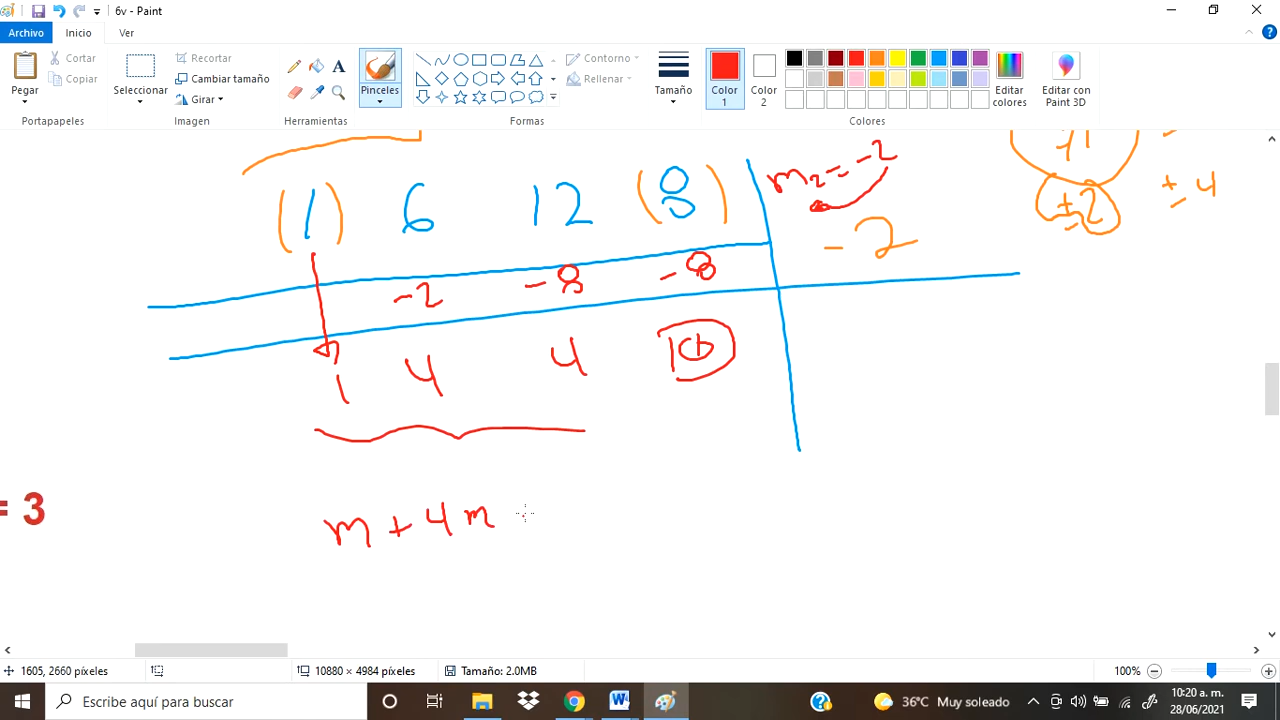 6v - Paint
Archivo Inicio Ver
Pegar
Cortar
Copiar
Portapapeles
Seleccionar
Recortar
Cambiar tamaño
Girar
Imagen
A
Herramientas
Pinceles
Contorno
Rellenar
Formas
Tamaño
Color 1
Color 2
Editar colores
Editar con Paint 3D
Colores
m2 = -2
± 4
±2
(1) 6 12 (8)
- 2
-2 -8 -8
1 4 4
= 3
m + 4 m
1605, 2660 píxeles
10880 × 4984 píxeles
Tamaño: 2.0MB
100%
Escribe aquí para buscar
36°C Muy soleado
10:20 a. m.
28/06/2021